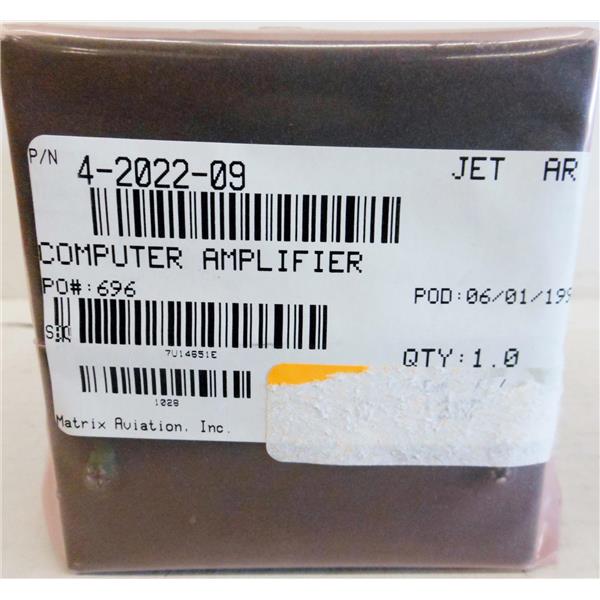 P/N 4-2022-09 JET AR
COMPUTER AMPLIFIER
PO#:696 POD:06/01/199
7U14651E
QTY:1.0
1028
Matrix Aviation, Inc.